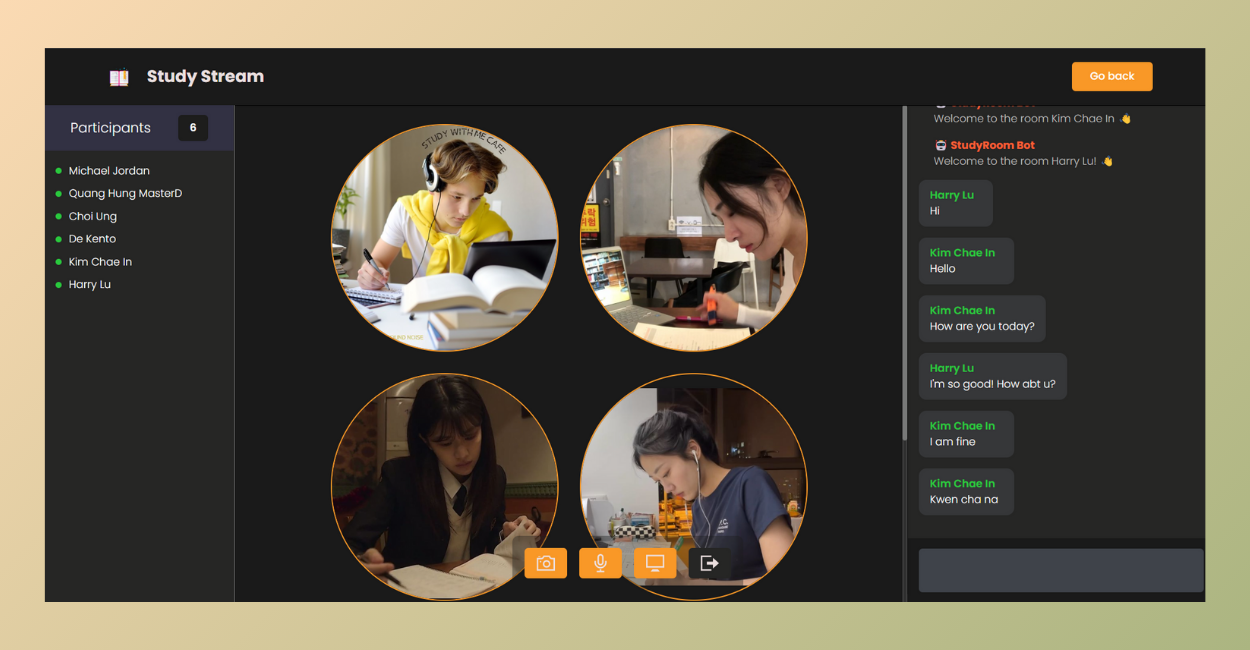 Study Stream
Go back
Participants
6
Michael Jordan
Quang Hung MasterD
Choi Ung
De Kento
Kim Chae In
Harry Lu
STUDY WITH ME CAFE
StudyRoom Bot
Welcome to the room Kim Chae In 👋
StudyRoom Bot
Welcome to the room Harry Lu! 👋
Harry Lu
Hi
Kim Chae In
Hello
Kim Chae In
How are you today?
Harry Lu
I'm so good! How abt u?
Kim Chae In
I am fine
Kim Chae In
Kwen cha na